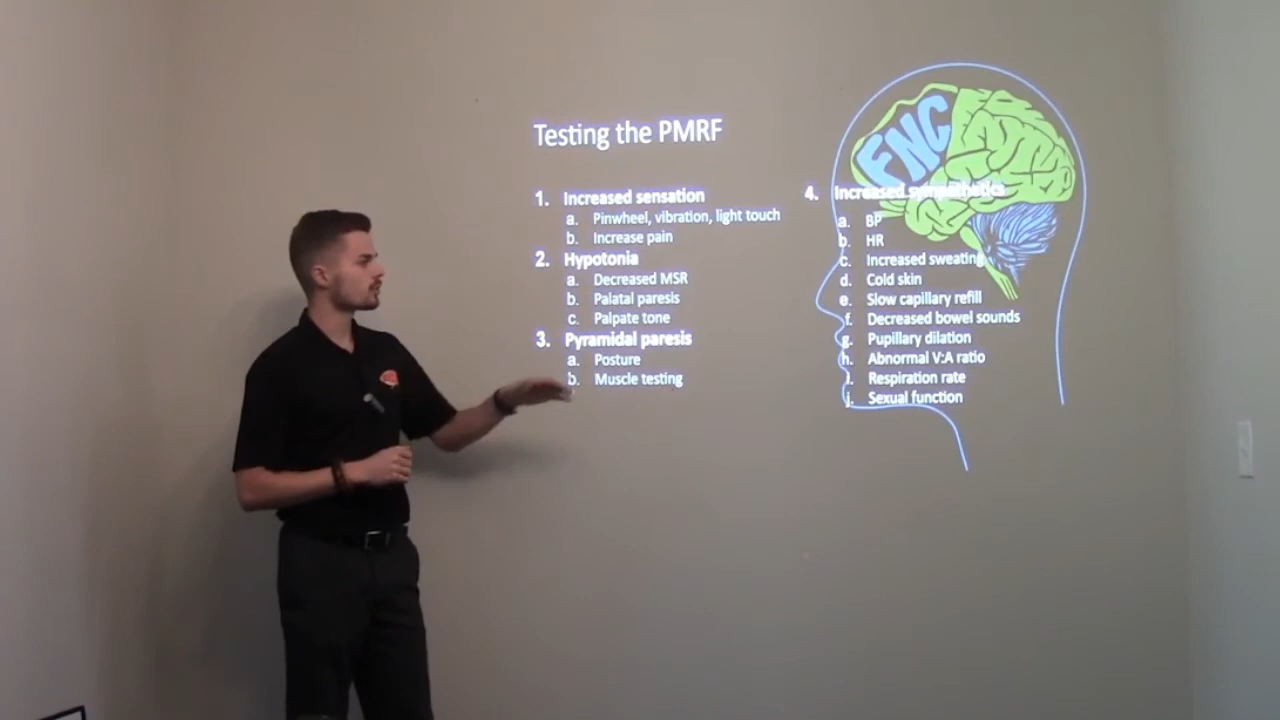 Testing the PMRF
1. Increased sensation
a. Pinwheel, vibration, light touch
b. Increase pain
2. Hypotonia
a. Decreased MSR
b. Palatal paresis
c. Palpate tone
3. Pyramidal paresis
a. Posture
b. Muscle testing
FNC
4. Increased sympathetics
a. BP
b. HR
c. Increased sweating
d. Cold skin
e. Slow capillary refill
f. Decreased bowel sounds
g. Pupillary dilation
h. Abnormal V:A ratio
i. Respiration rate
j. Sexual function